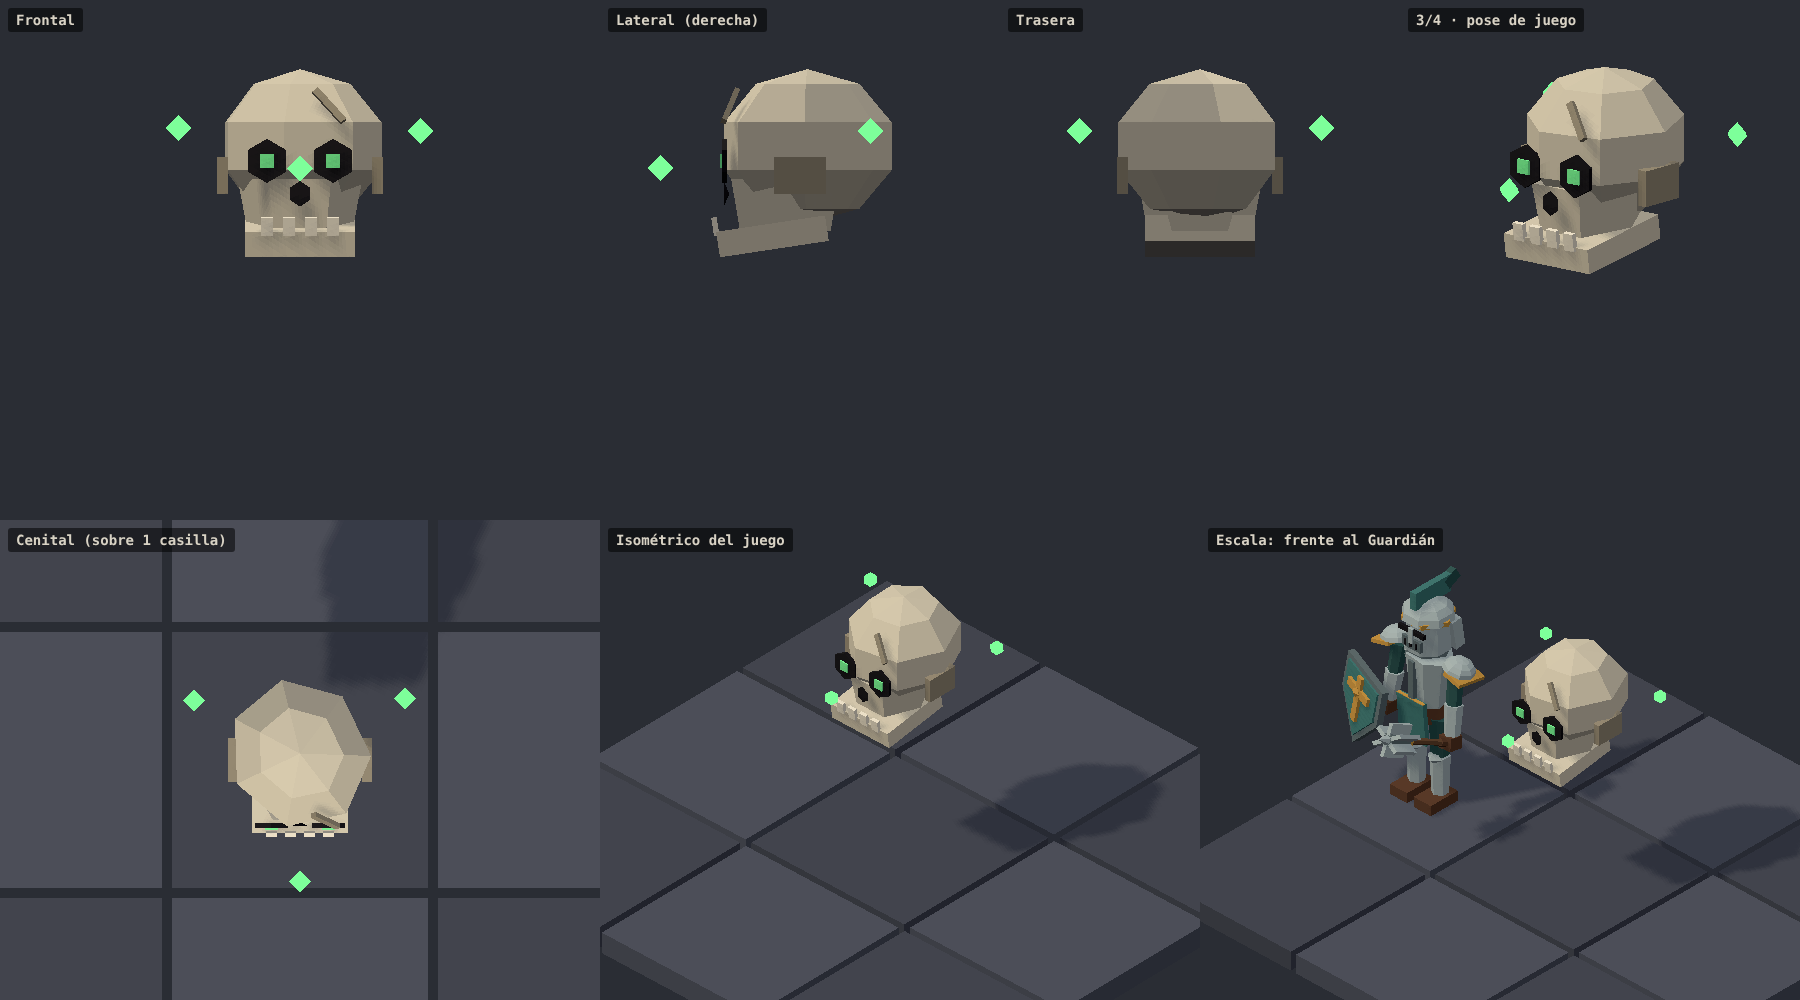 Frontal
Lateral (derecha)
Trasera
3/4 · pose de juego
Cenital (sobre 1 casilla)
Isométrico del juego
Escala: frente al Guardián